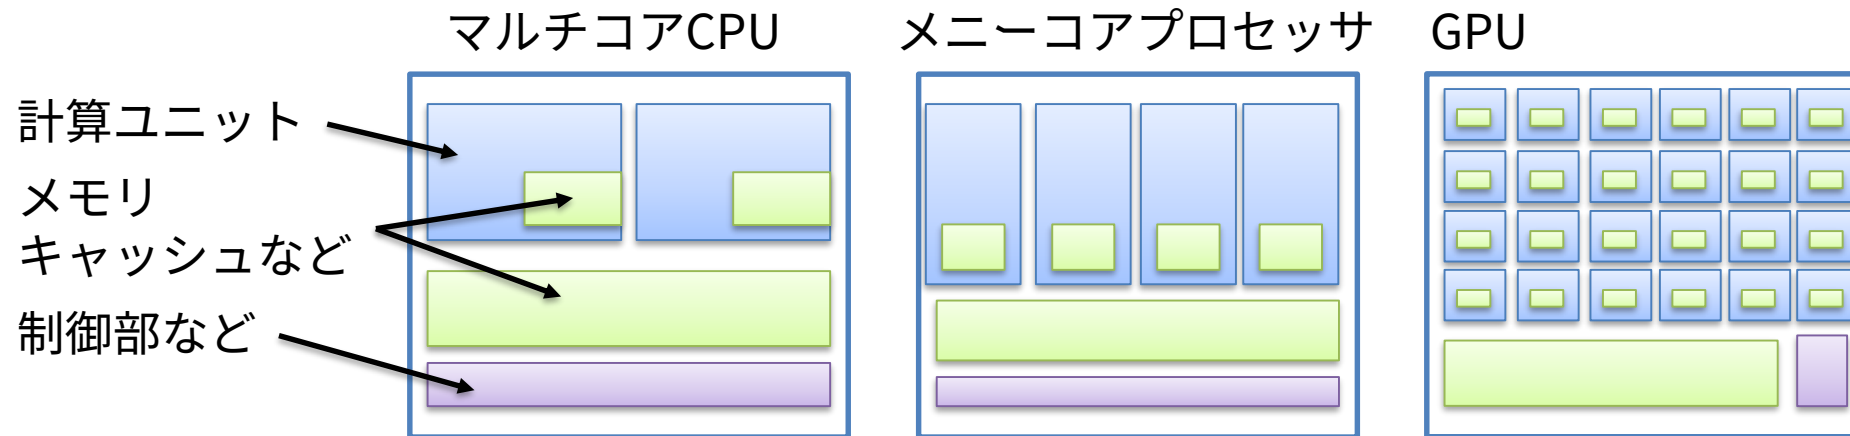 マルチコアCPU
メニーコアプロセッサ
GPU
計算ユニット
メモリ
キャッシュなど
制御部など